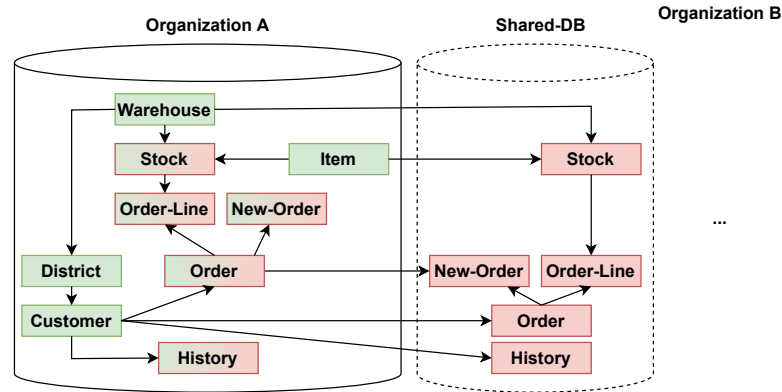 Organization B
Organization A
Shared-DB
Warehouse
Stock
Item
Stock
Order-Line
New-Order
District
Order
New-Order
Order-Line
Customer
Order
History
History
...